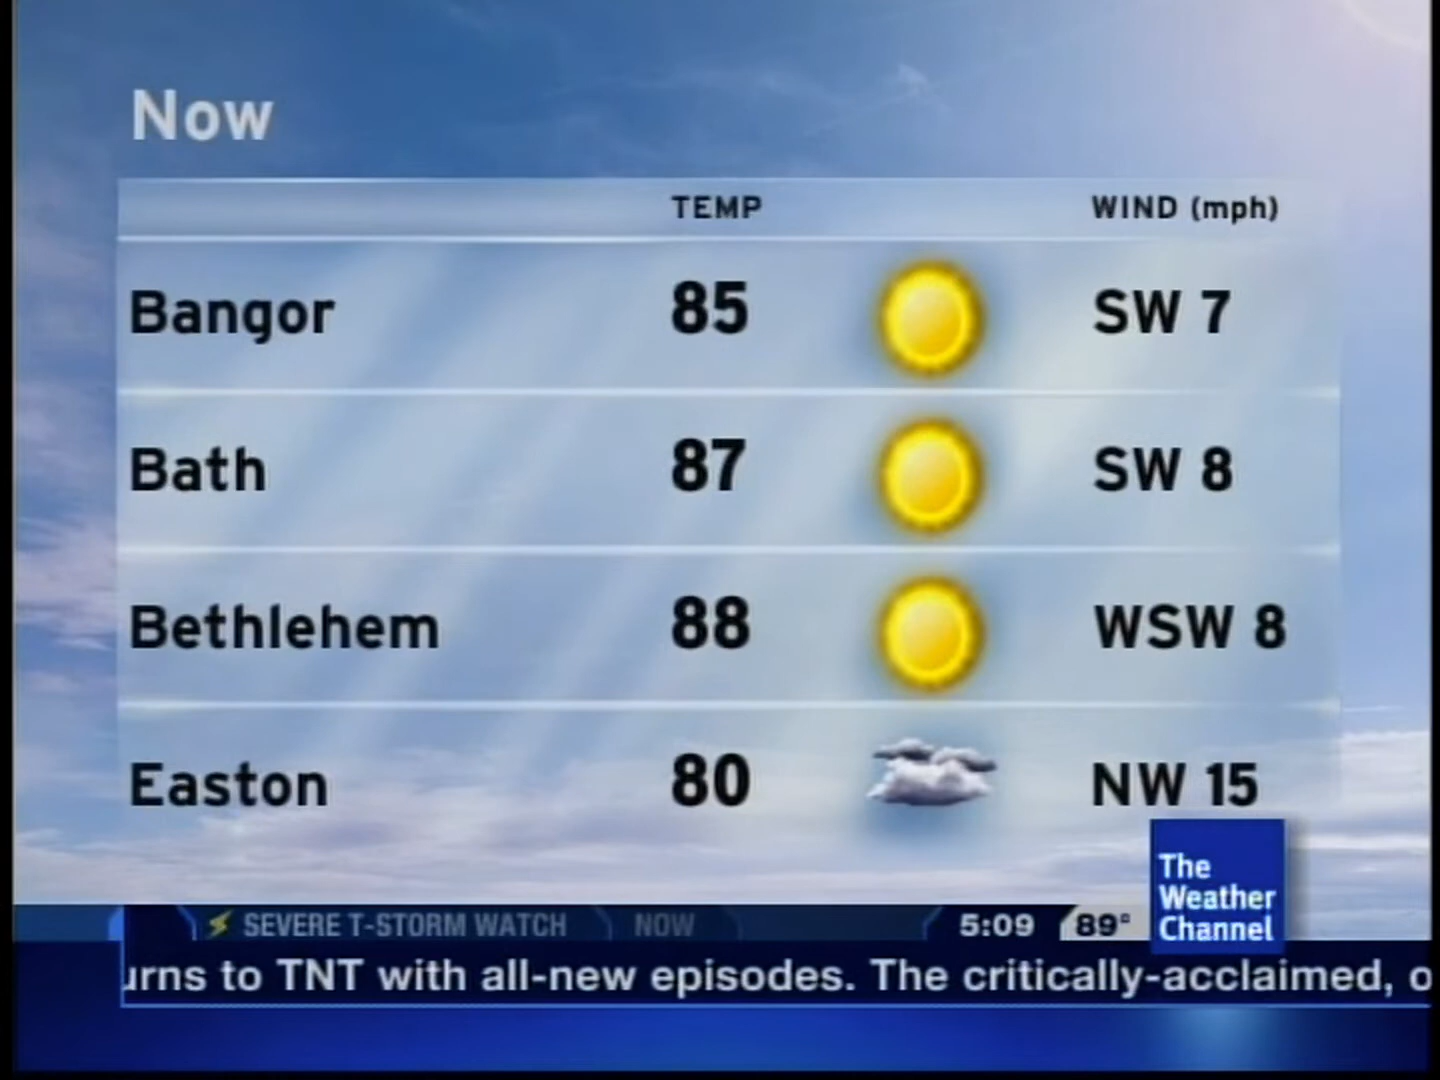 Now
TEMP WIND (mph)
Bangor 85 SW 7
Bath 87 SW 8
Bethlehem 88 WSW 8
Easton 80 NW 15
The
Weather
Channel
SEVERE T-STORM WATCH NOW 5:09 89°
urns to TNT with all-new episodes. The critically-acclaimed, o